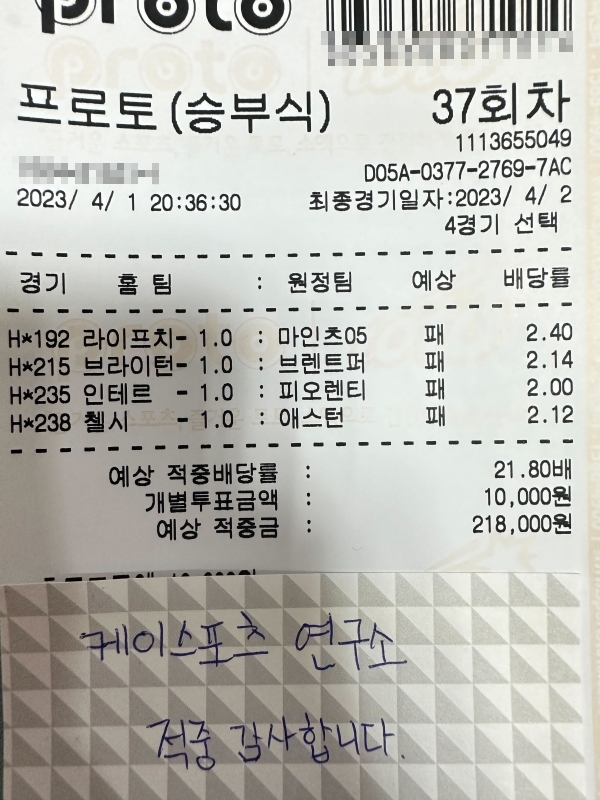 proto
프로토(승부식) 37회차
1113655049
D05A-0377-2769-7AC
2023/ 4/ 1 20:36:30 최종경기일자:2023/ 4/ 2
4경기 선택
경기 홈 팀 : 원정팀 예상 배당률
H*192 라이프치- 1.0 : 마인츠05 패 2.40
H*215 브라이턴- 1.0 : 브렌트퍼 패 2.14
H*235 인테르 - 1.0 : 피오렌티 패 2.00
H*238 첼시 - 1.0 : 애스턴 패 2.12
예상 적중배당률 : 21.80배
개별투표금액 : 10,000원
예상 적중금 : 218,000원
케이스포츠 연구소
적중 감사합니다.